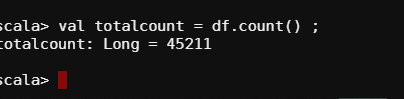 scala> val totalcount = df.count() ;
totalcount: Long = 45211
scala>